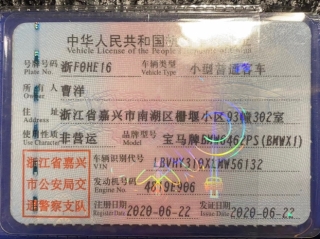 中华人民共和国
Vehicle License of the People's
号牌号码 浙F0HE16 车辆类型 小型普通客车
Plate No. Vehicle Type
所有人 曹洋
Owner
住址 浙江省嘉兴市南湖区栅堰小区93幢302室
Address
使用性质 非营运 品牌型号 宝马牌BMW6462PS(BMWX1)
Use Character Model
浙江省嘉兴市公安局交通警察支队
车辆识别代号
VIN
发动机号码
Engine No.
注册日期 2020-06-22 发证日期 2020-06-22
Register Date Issue Date